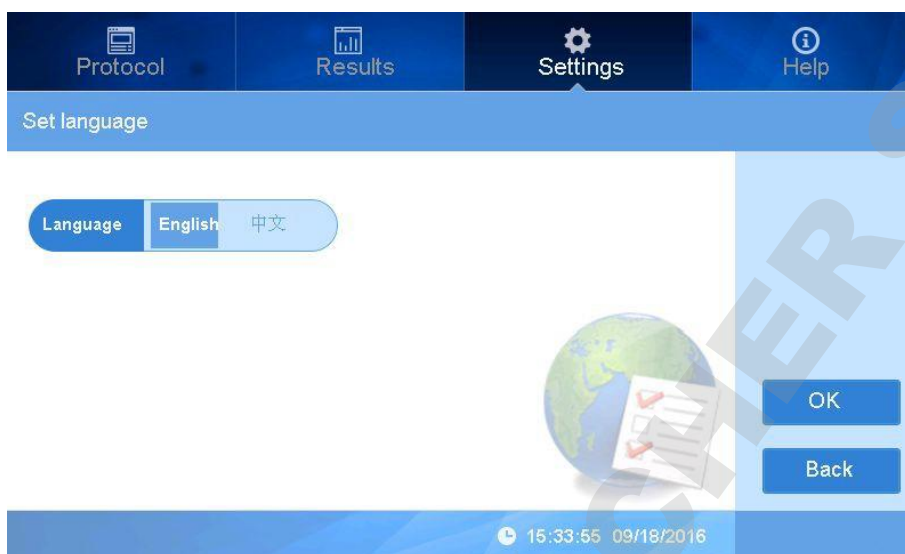 Protocol Results Settings Help
Set language
Language English 中文
OK
Back
15:33:55 09/18/2016